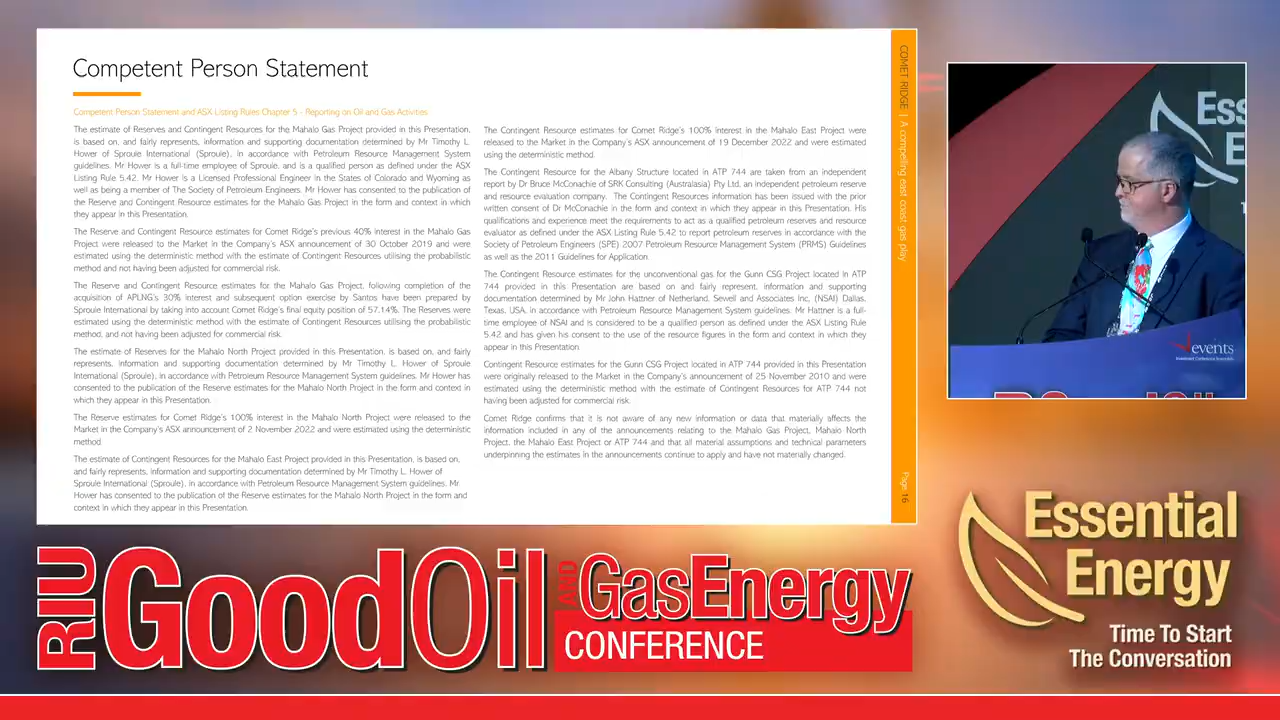 Competent Person Statement
Competent Person Statement and ASX Listing Rules Chapter 5 - Reporting on Oil and Gas Activities
The estimate of Reserves and Contingent Resources for the Mahalo Gas Project provided in this Presentation,
is based on, and fairly represents, information and supporting documentation determined by Mr Timothy L.
Hower of Sproule International (Sproule), in accordance with Petroleum Resource Management System
guidelines. Mr Hower is a full-time employee of Sproule, and is a qualified person as defined under the ASX
Listing Rule 5.42. Mr Hower is a Licensed Professional Engineer in the States of Colorado and Wyoming as
well as being a member of The Society of Petroleum Engineers. Mr Hower has consented to the publication of
the Reserve and Contingent Resource estimates for the Mahalo Gas Project in the form and context in which
they appear in this Presentation.
The Reserve and Contingent Resource estimates for Comet Ridge's previous 40% interest in the Mahalo Gas
Project were released to the Market in the Company's ASX announcement of 30 October 2019 and were
estimated using the deterministic method with the estimate of Contingent Resources utilising the probabilistic
method and not having been adjusted for commercial risk.
The Reserve and Contingent Resource estimates for the Mahalo Gas Project, following completion of the
acquisition of APLNG's 30% interest and subsequent option exercise by Santos have been prepared by
Sproule International by taking into account Comet Ridge's final equity position of 57.14%. The Reserves were
estimated using the deterministic method with the estimate of Contingent Resources utilising the probabilistic
method, and not having been adjusted for commercial risk.
The estimate of Reserves for the Mahalo North Project provided in this Presentation, is based on, and fairly
represents, information and supporting documentation determined by Mr Timothy L. Hower of Sproule
International (Sproule), in accordance with Petroleum Resource Management System guidelines. Mr Hower has
consented to the publication of the Reserve estimates for the Mahalo North Project in the form and context in
which they appear in this Presentation.
The Reserve estimates for Comet Ridge's 100% interest in the Mahalo North Project were released to the
Market in the Company's ASX announcement of 2 November 2022 and were estimated using the deterministic
method
The estimate of Contingent Resources for the Mahalo East Project provided in this Presentation, is based on,
and fairly represents, information and supporting documentation determined by Mr Timothy L. Hower of
Sproule International (Sproule), in accordance with Petroleum Resource Management System guidelines. Mr
Hower has consented to the publication of the Reserve estimates for the Mahalo North Project in the form and
context in which they appear in this Presentation.
The Contingent Resource estimates for Comet Ridge's 100% interest in the Mahalo East Project were
released to the Market in the Company's ASX announcement of 19 December 2022 and were estimated
using the deterministic method.
The Contingent Resource for the Albany Structure located in ATP 744 are taken from an independent
report by Dr Bruce McConachie of SRK Consulting (Australasia) Pty Ltd, an independent petroleum reserve
and resource evaluation company. The Contingent Resources information has been issued with the prior
written consent of Dr McConachie in the form and context in which they appear in this Presentation. His
qualifications and experience meet the requirements to act as a qualified petroleum reserves and resource
evaluator as defined under the ASX Listing Rule 5.42 to report petroleum reserves in accordance with the
Society of Petroleum Engineers (SPE) 2007 Petroleum Resource Management System (PRMS) Guidelines
as well as the 2011 Guidelines for Application.
The Contingent Resource estimates for the unconventional gas for the Gunn CSG Project located in ATP
744 provided in this Presentation are based on and fairly represent, information and supporting
documentation determined by Mr John Hattner of Netherland, Sewell and Associates Inc, (NSAI) Dallas,
Texas, USA, in accordance with Petroleum Resource Management System guidelines. Mr Hattner is a full-
time employee of NSAI and is considered to be a qualified person as defined under the ASX Listing Rule
5.42 and has given his consent to the use of the resource figures in the form and context in which they
appear in this Presentation.
Contingent Resource estimates for the Gunn CSG Project located in ATP 744 provided in this Presentation
were originally released to the Market in the Company's announcement of 25 November 2010 and were
estimated using the deterministic method with the estimate of Contingent Resources for ATP 744 not
having been adjusted for commercial risk.
Comet Ridge confirms that it is not aware of any new information or data that materially affects the
information included in any of the announcements relating to the Mahalo Gas Project, Mahalo North
Project, the Mahalo East Project or ATP 744 and that all material assumptions and technical parameters
underpinning the estimates in the announcements continue to apply and have not materially changed.
COMET RIDGE | A compelling east coast gas play
Page 16
Ess
Energ
events
RIU GoodOil AND GasEnergy
CONFERENCE
Essential
Energy
Time To Start
The Conversation